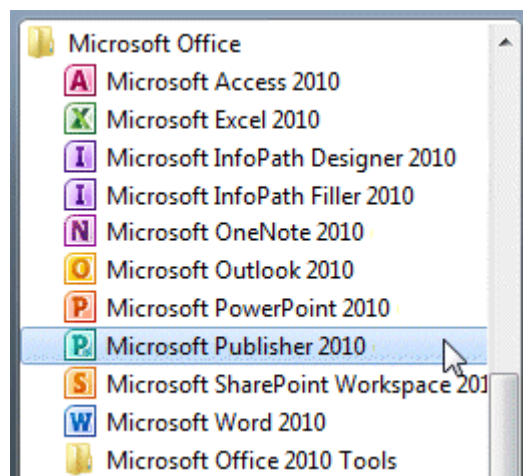 Microsoft Office
A Microsoft Access 2010
X Microsoft Excel 2010
I Microsoft InfoPath Designer 2010
I Microsoft InfoPath Filler 2010
N Microsoft OneNote 2010
O Microsoft Outlook 2010
P Microsoft PowerPoint 2010
P Microsoft Publisher 2010
S Microsoft SharePoint Workspace 201
W Microsoft Word 2010
Microsoft Office 2010 Tools